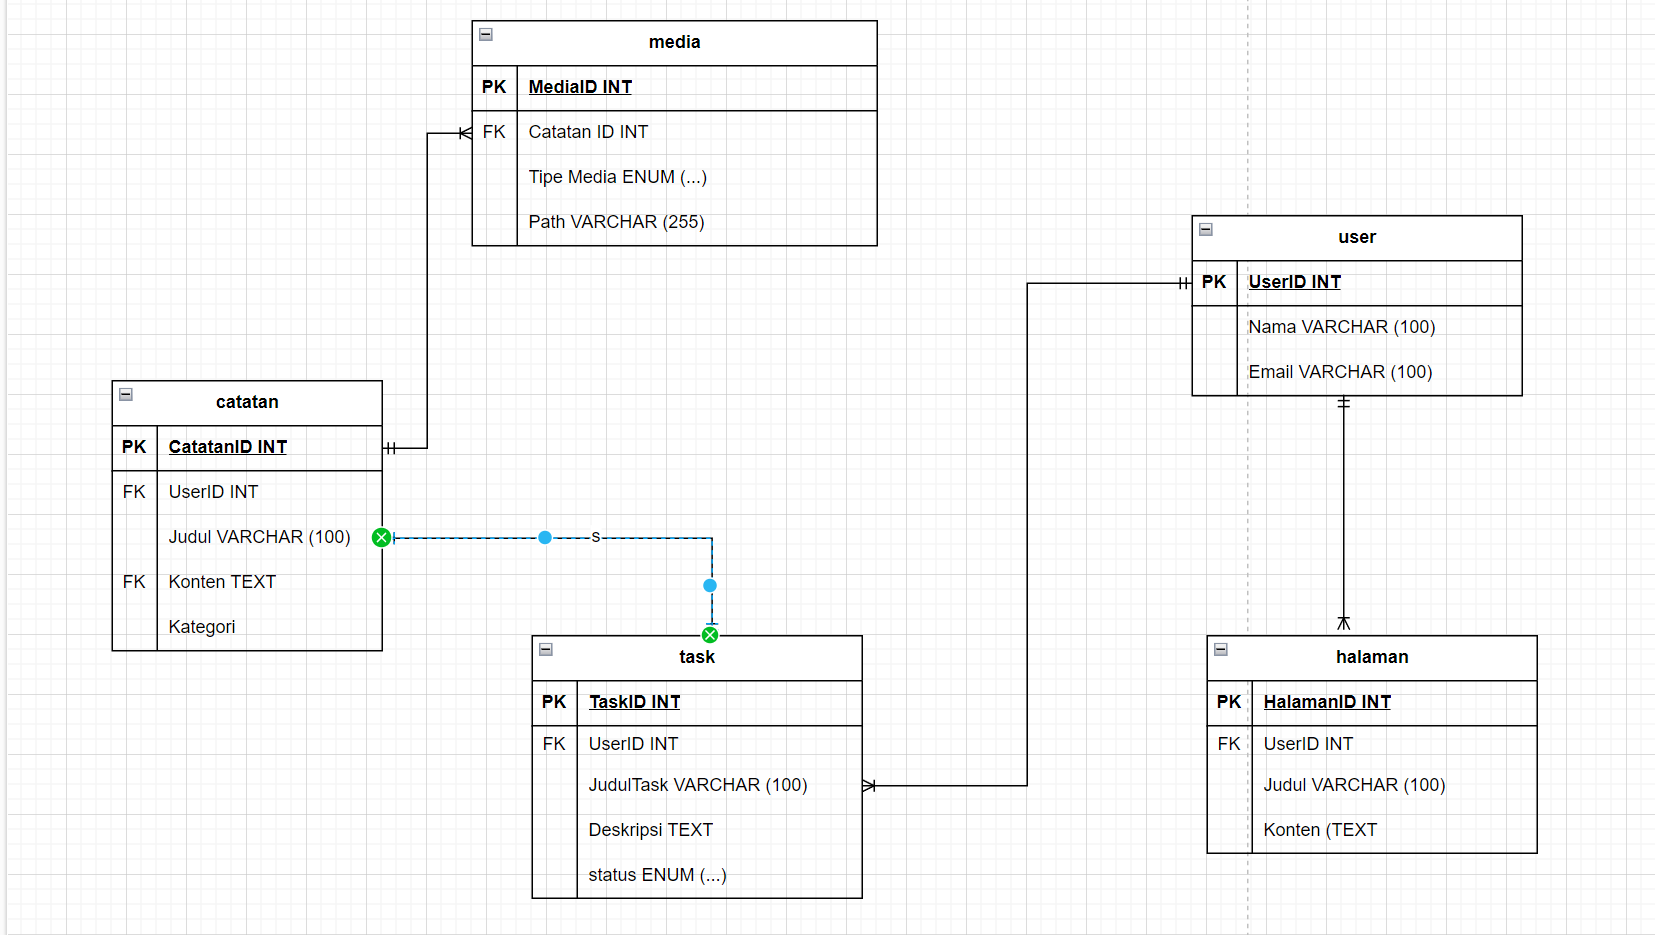 media
PK MediaID INT
FK Catatan ID INT
Tipe Media ENUM (...)
Path VARCHAR (255)
user
PK UserID INT
Nama VARCHAR (100)
Email VARCHAR (100)
catatan
PK CatatanID INT
FK UserID INT
Judul VARCHAR (100)
FK Konten TEXT
Kategori
S
task
PK TaskID INT
FK UserID INT
JudulTask VARCHAR (100)
Deskripsi TEXT
status ENUM (...)
halaman
PK HalamanID INT
FK UserID INT
Judul VARCHAR (100)
Konten (TEXT